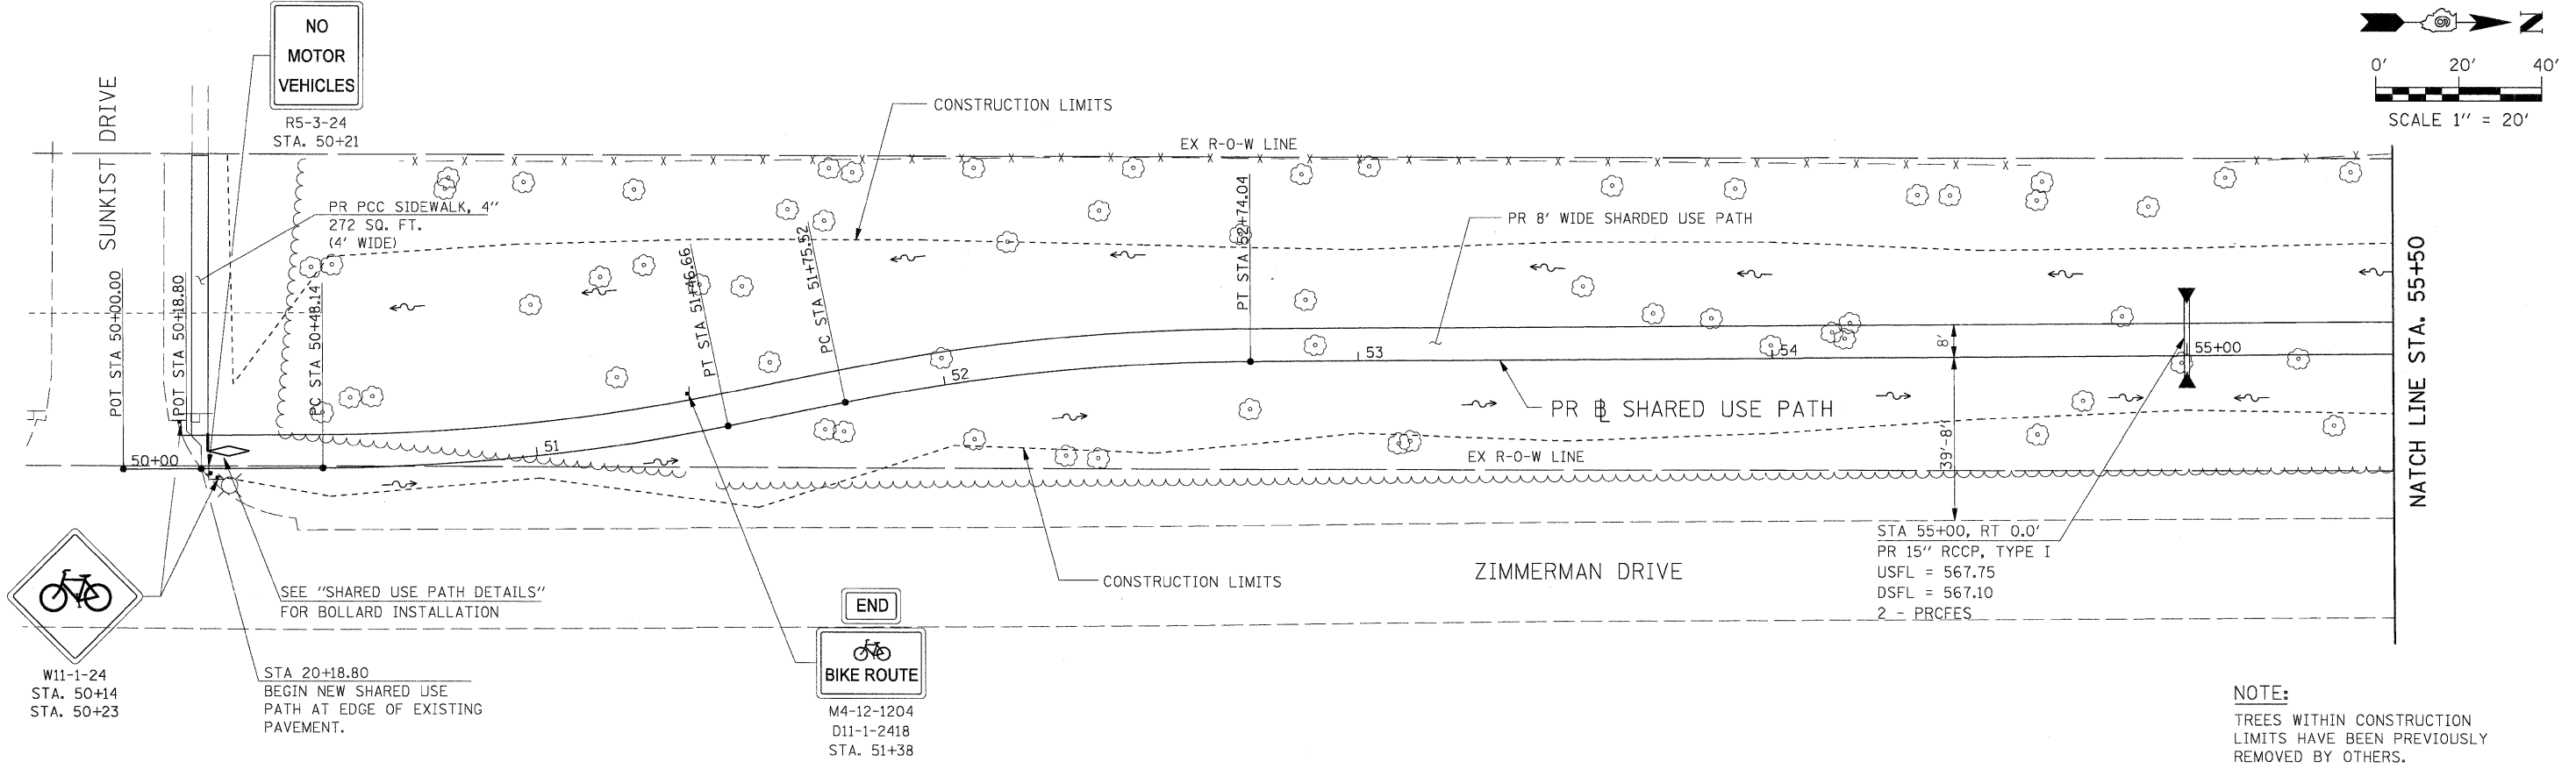 NO
MOTOR
VEHICLES
R5-3-24
STA. 50+21
SUNKIST DRIVE
N
0' 20' 40'
SCALE 1" = 20'
CONSTRUCTION LIMITS
EX R-O-W LINE
PR PCC SIDEWALK, 4"
272 SQ. FT.
(4' WIDE)
PR 8' WIDE SHARDED USE PATH
POT STA 50+00.00
POT STA 50+18.80
PC STA 50+48.14
PT STA 51+46.66
PC STA 51+75.52
PT STA 52+74.04
50+00
51
52
53
54
55+00
8'
39'-8"
PR BL SHARED USE PATH
EX R-O-W LINE
NATCH LINE STA. 55+50
STA 55+00, RT 0.0'
PR 15" RCCP, TYPE I
USFL = 567.75
DSFL = 567.10
2 - PRCFES
ZIMMERMAN DRIVE
CONSTRUCTION LIMITS
SEE "SHARED USE PATH DETAILS"
FOR BOLLARD INSTALLATION
END
BIKE ROUTE
M4-12-1204
D11-1-2418
STA. 51+38
W11-1-24
STA. 50+14
STA. 50+23
STA 20+18.80
BEGIN NEW SHARED USE
PATH AT EDGE OF EXISTING
PAVEMENT.
NOTE:
TREES WITHIN CONSTRUCTION
LIMITS HAVE BEEN PREVIOUSLY
REMOVED BY OTHERS.